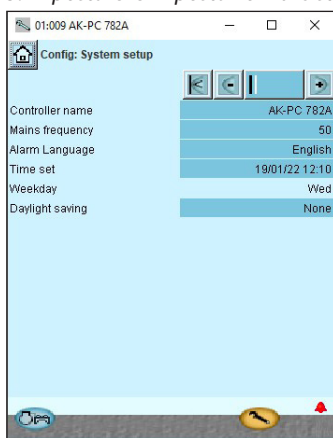 01:009 AK-PC 782A
Config: System setup
Controller name AK-PC 782A
Mains frequency 50
Alarm Language English
Time set 19/01/22 12:10
Weekday Wed
Daylight saving None